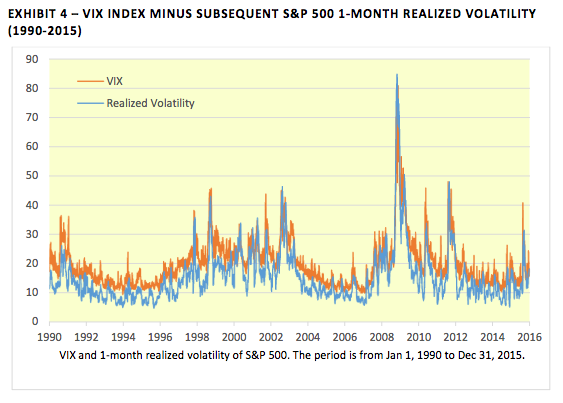 EXHIBIT 4 – VIX INDEX MINUS SUBSEQUENT S&P 500 1-MONTH REALIZED VOLATILITY
(1990-2015)
90
80
70
60
50
40
30
20
10
0
VIX
Realized Volatility
1990 1992 1994 1996 1998 2000 2002 2004 2006 2008 2010 2012 2014 2016
VIX and 1-month realized volatility of S&P 500. The period is from Jan 1, 1990 to Dec 31, 2015.